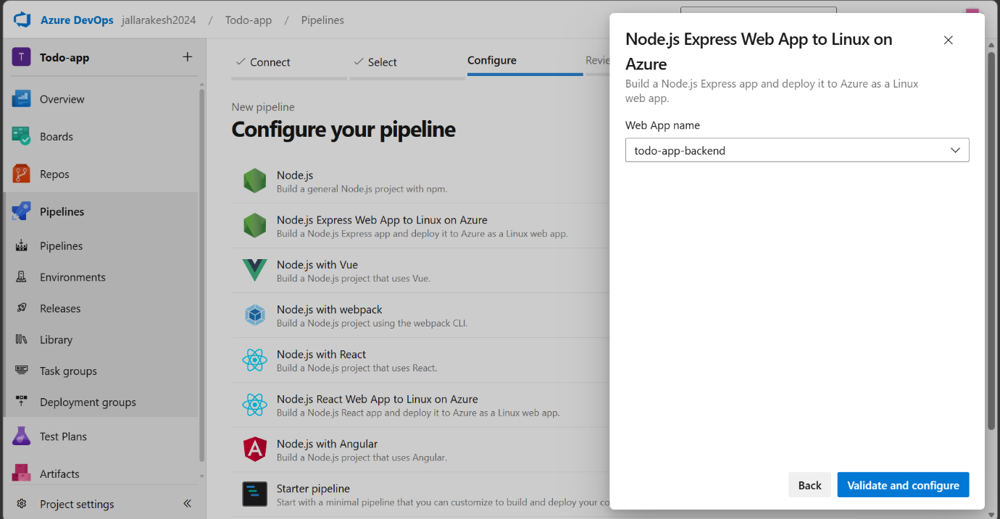 Azure DevOps jallarakesh2024 / Todo-app / Pipelines
T Todo-app
Overview
Boards
Repos
Pipelines
Pipelines
Environments
Releases
Library
Task groups
Deployment groups
Test Plans
Artifacts
Project settings
Connect
Select
Configure
Revie
New pipeline
Configure your pipeline
Node.js
Build a general Node.js project with npm.
Node.js Express Web App to Linux on Azure
Build a Node.js Express app and deploy it to Azure as a Linux web app.
Node.js with Vue
Build a Node.js project that uses Vue.
Node.js with webpack
Build a Node.js project using the webpack CLI.
Node.js with React
Build a Node.js project that uses React.
Node.js React Web App to Linux on Azure
Build a Node.js React app and deploy it to Azure as a Linux web app.
Node.js with Angular
Build a Node.js project that uses Angular.
Starter pipeline
Start with a minimal pipeline that you can customize to build and deploy your co
Node.js Express Web App to Linux on
Azure
Build a Node.js Express app and deploy it to Azure as a Linux
web app.
Web App name
todo-app-backend
Back
Validate and configure